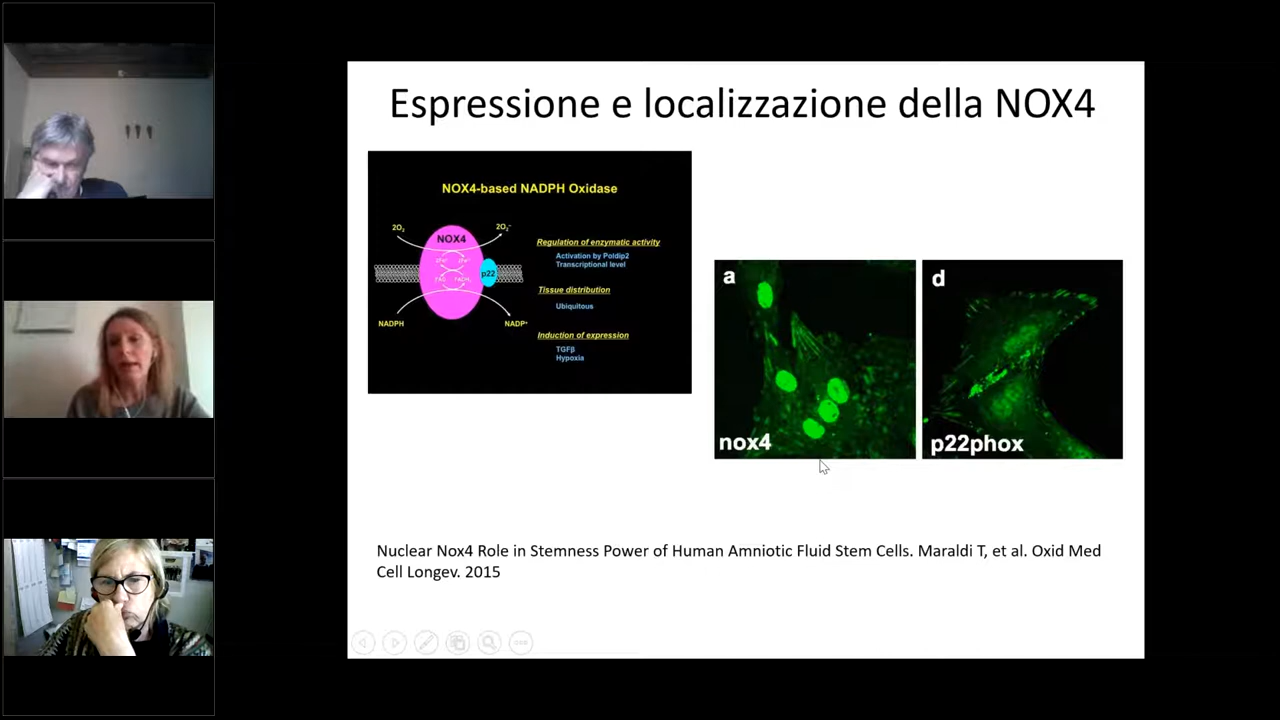 Espressione e localizzazione della NOX4
NOX4-based NADPH Oxidase
2O₂
2O₂⁻
NOX4
p22
NADPH
NADP⁺
Regulation of enzymatic activity
Activation by Poldip2
Transcriptional level
Tissue distribution
Ubiquitous
Induction of expression
TGFβ
Hypoxia
a
nox4
d
p22phox
Nuclear Nox4 Role in Stemness Power of Human Amniotic Fluid Stem Cells. Maraldi T, et al. Oxid Med
Cell Longev. 2015